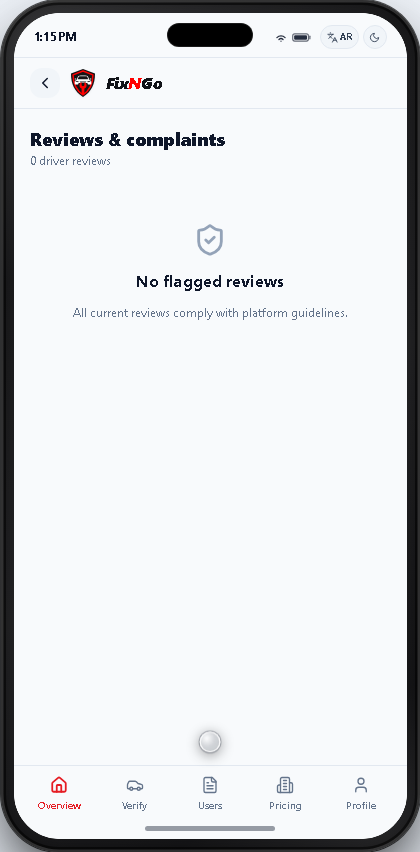 1:15 PM
AR
FixNGo
Reviews & complaints
0 driver reviews
No flagged reviews
All current reviews comply with platform guidelines.
Overview
Verify
Users
Pricing
Profile